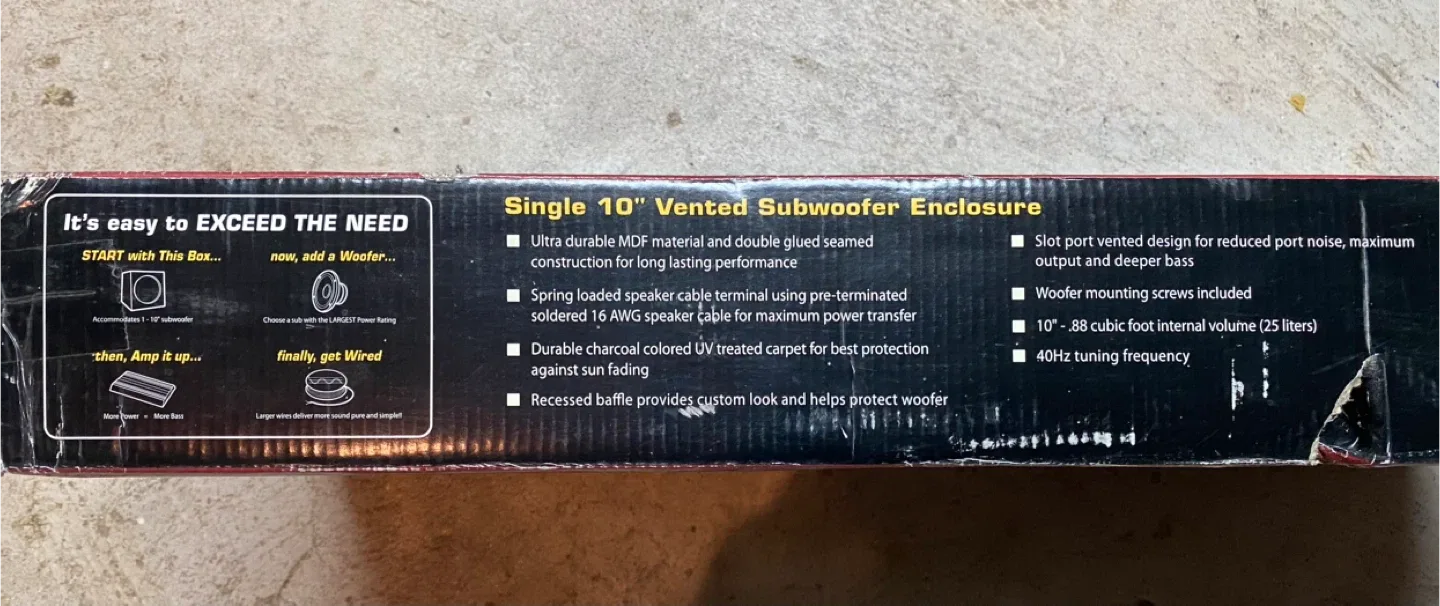 It's easy to EXCEED THE NEED
START with This Box...
Accommodates 1 - 10" subwoofer
now, add a Woofer...
Choose a sub with the LARGEST Power Rating
then, Amp it up...
More Power = More Bass
finally, get Wired
Larger wires deliver more sound pure and simple!!
Single 10" Vented Subwoofer Enclosure
Ultra durable MDF material and double glued seamed
construction for long lasting performance
Spring loaded speaker cable terminal using pre-terminated
soldered 16 AWG speaker cable for maximum power transfer
Durable charcoal colored UV treated carpet for best protection
against sun fading
Recessed baffle provides custom look and helps protect woofer
Slot port vented design for reduced port noise, maximum
output and deeper bass
Woofer mounting screws included
10" - .88 cubic foot internal volume (25 liters)
40Hz tuning frequency